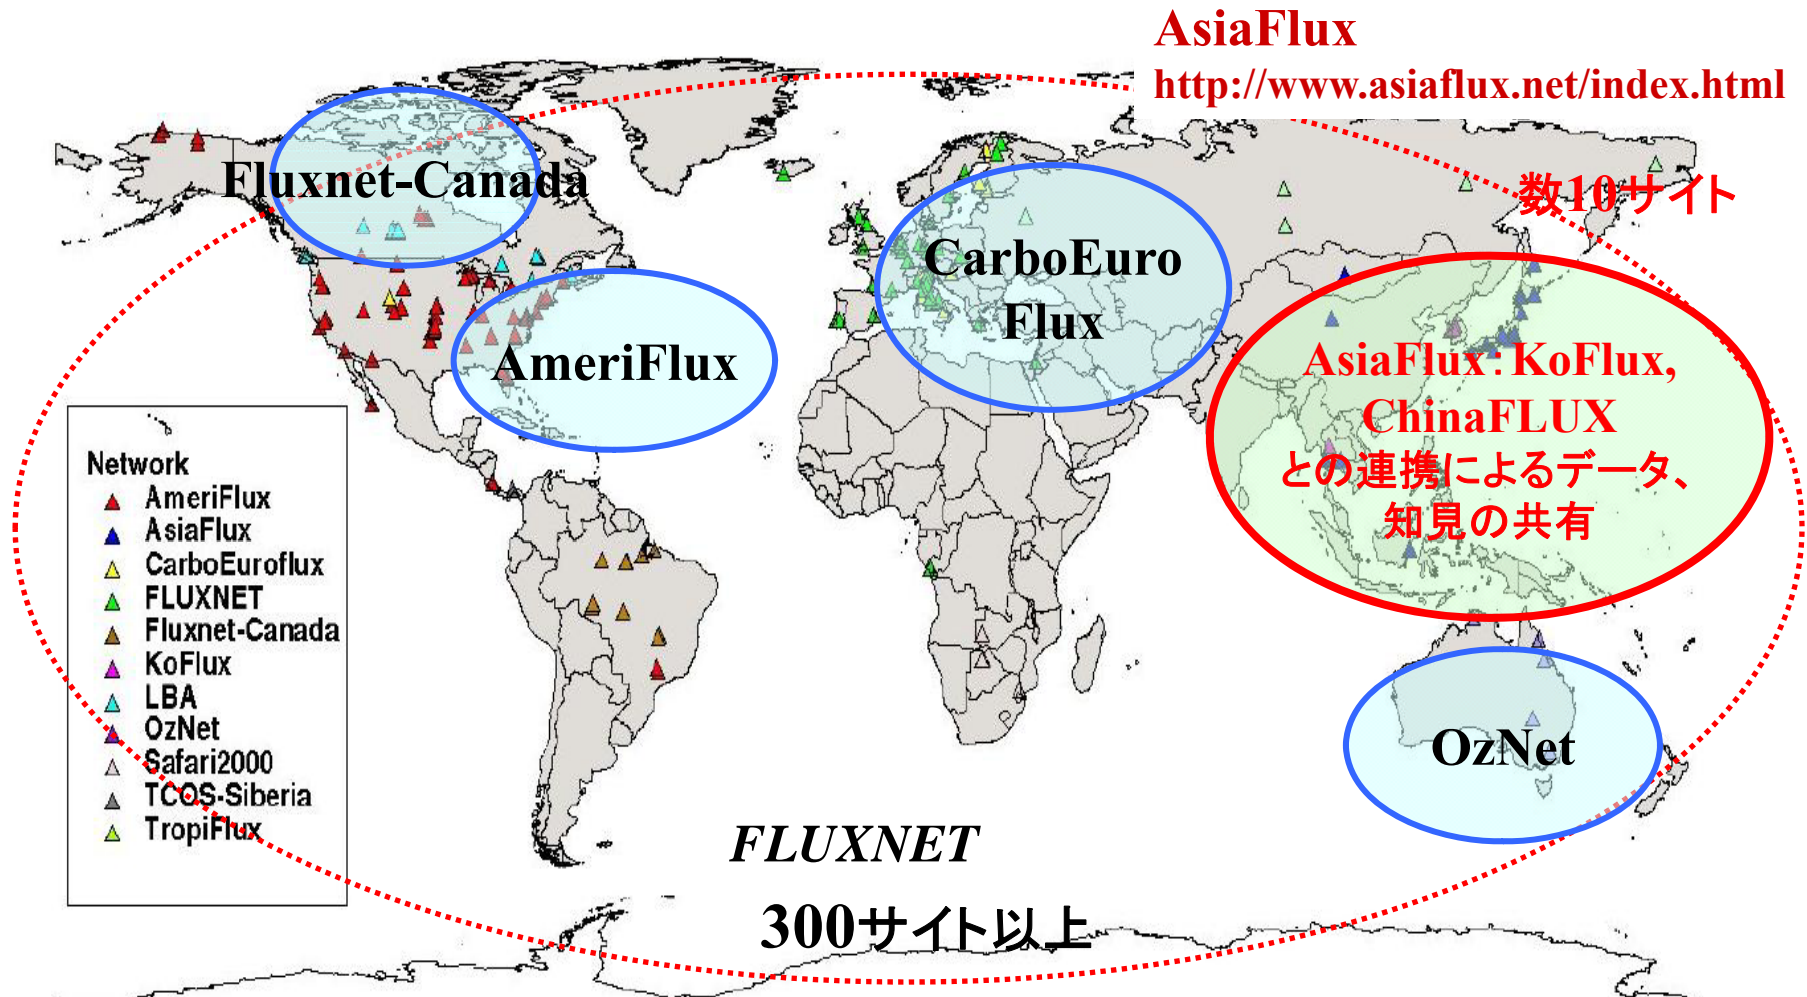 AsiaFlux
http://www.asiaflux.net/index.html
Fluxnet-Canada
数10サイト
CarboEuro
Flux
AmeriFlux
AsiaFlux:KoFlux,
ChinaFLUX
との連携によるデータ、
知見の共有
Network
AmeriFlux
AsiaFlux
CarboEuroflux
FLUXNET
Fluxnet-Canada
KoFlux
LBA
OzNet
Safari2000
TCOS-Siberia
TropiFlux
OzNet
FLUXNET
300サイト以上